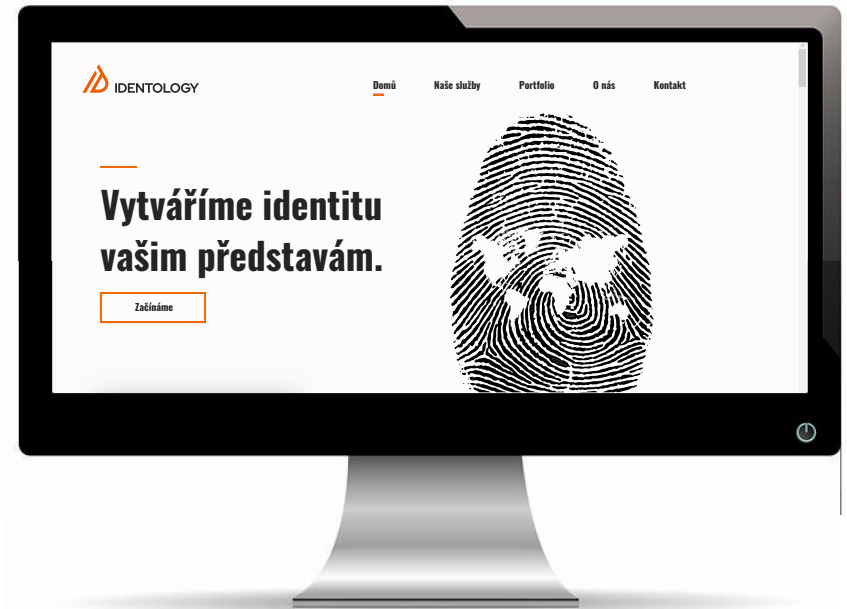 IDENTOLOGY
Domů Naše služby Portfolio O nás Kontakt
Vytváříme identitu
vašim představám.
Začínáme